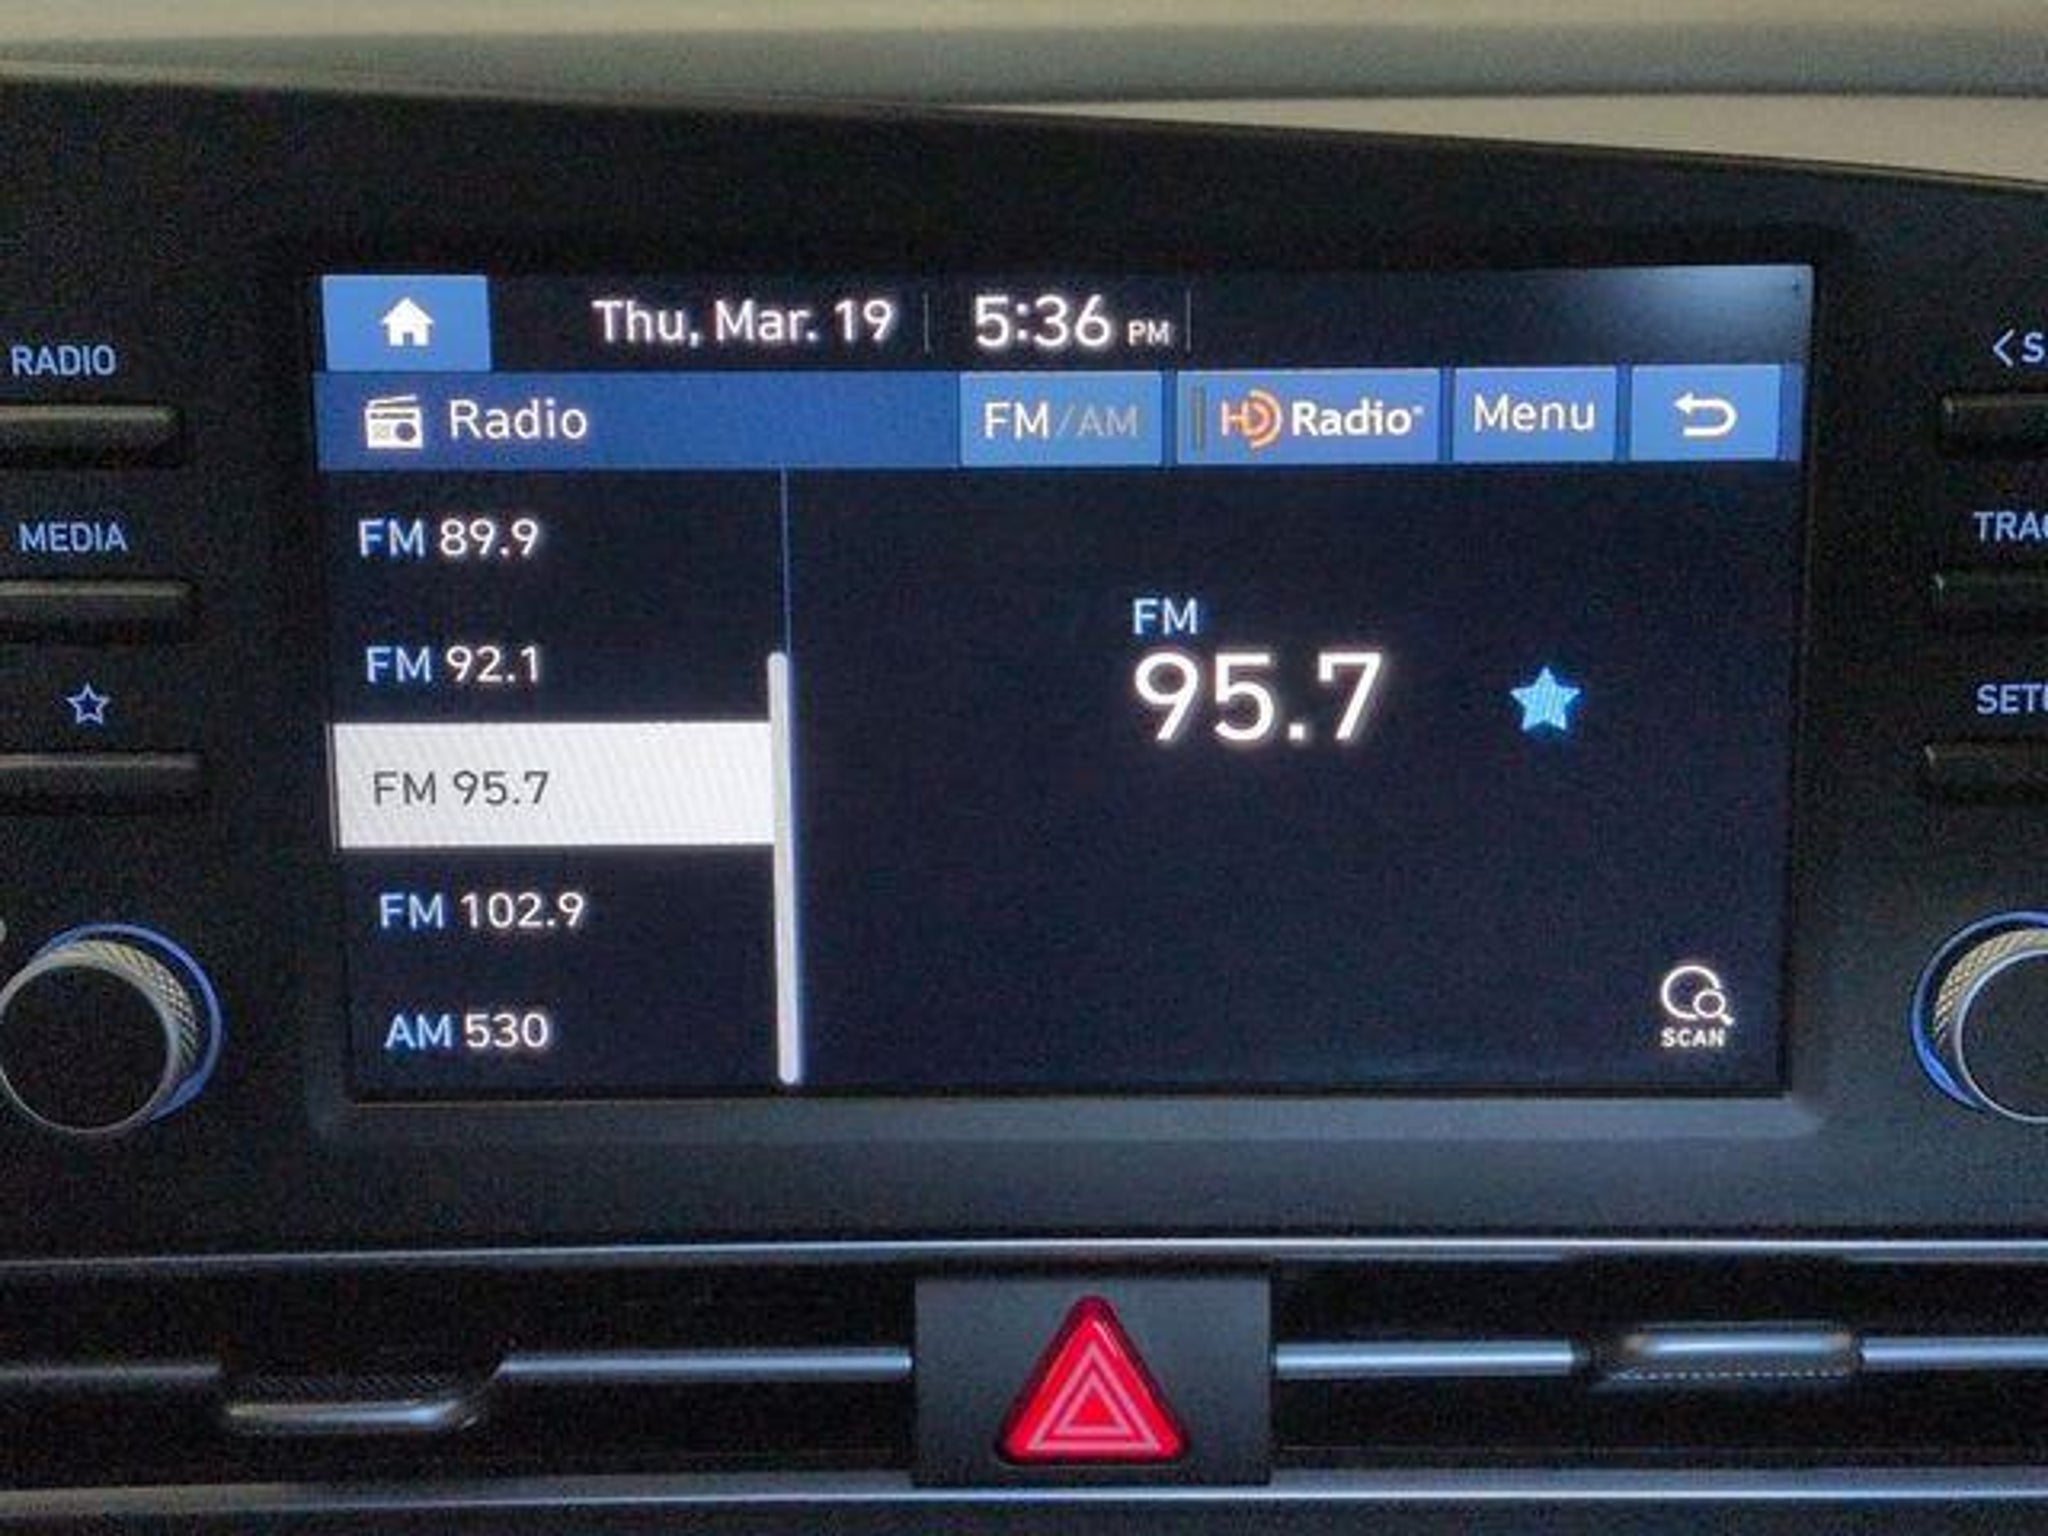 Thu, Mar. 19 5:36 PM
RADIO
Radio FM/AM HD Radio Menu
MEDIA
FM 89.9
FM 92.1
FM 95.7
FM 102.9
AM 530
FM
95.7
SCAN